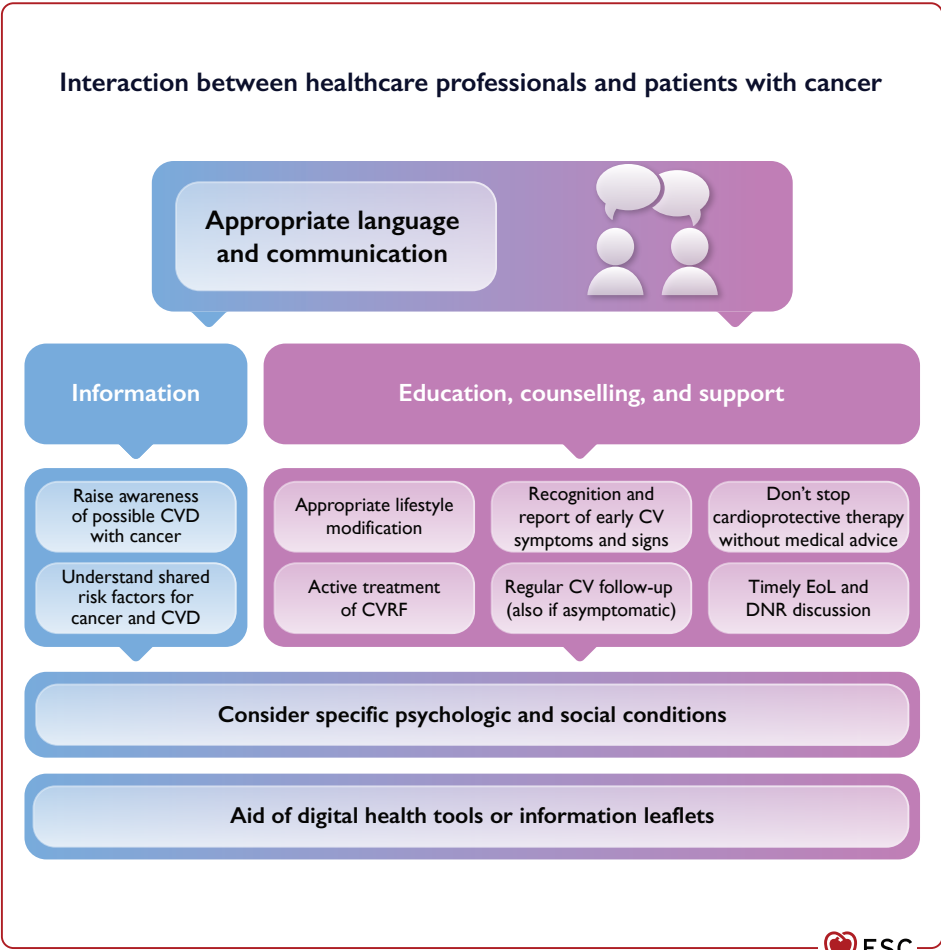 Interaction between healthcare professionals and patients with cancer
Appropriate language
and communication
Information
Education, counselling, and support
Raise awareness
of possible CVD
with cancer
Understand shared
risk factors for
cancer and CVD
Appropriate lifestyle
modification
Recognition and
report of early CV
symptoms and signs
Don’t stop
cardioprotective therapy
without medical advice
Active treatment
of CVRF
Regular CV follow-up
(also if asymptomatic)
Timely EoL and
DNR discussion
Consider specific psychologic and social conditions
Aid of digital health tools or information leaflets
ESC